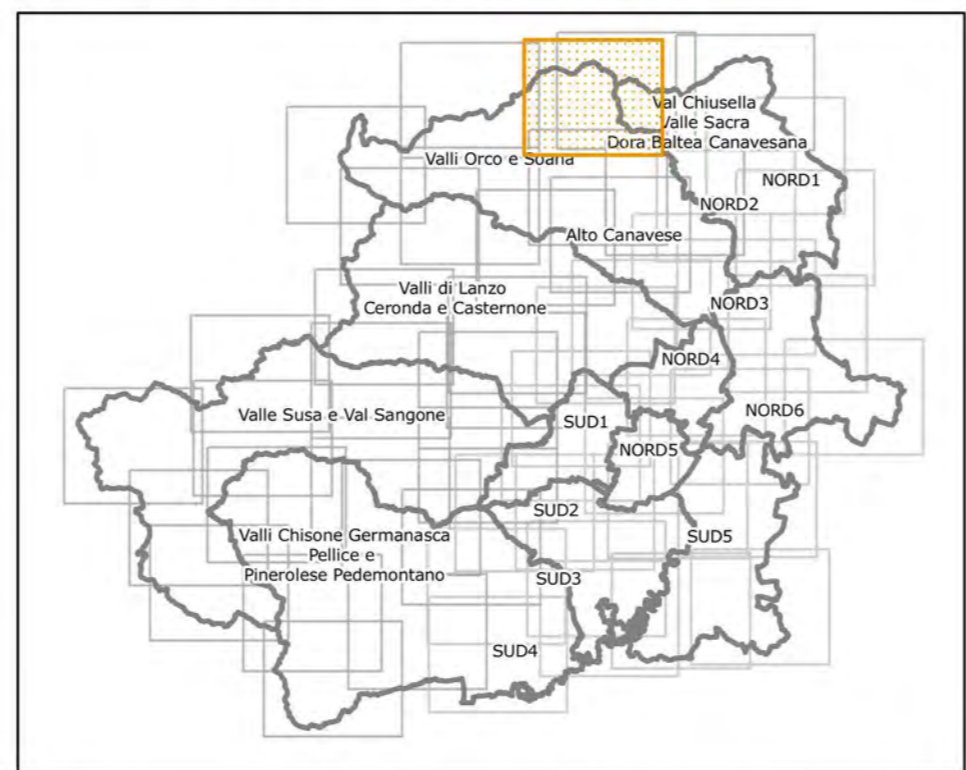 Val Chiusella
Valle Sacra
Dora Baltea Canavesana
Valli Orco e Soana
NORD1
NORD2
Alto Canavese
Valli di Lanzo
Ceronda e Casternone
NORD3
NORD4
Valle Susa e Val Sangone
SUD1
NORD6
NORD5
SUD2
Valli Chisone Germanasca
Pellice e
Pinerolese Pedemontano
SUD5
SUD3
SUD4